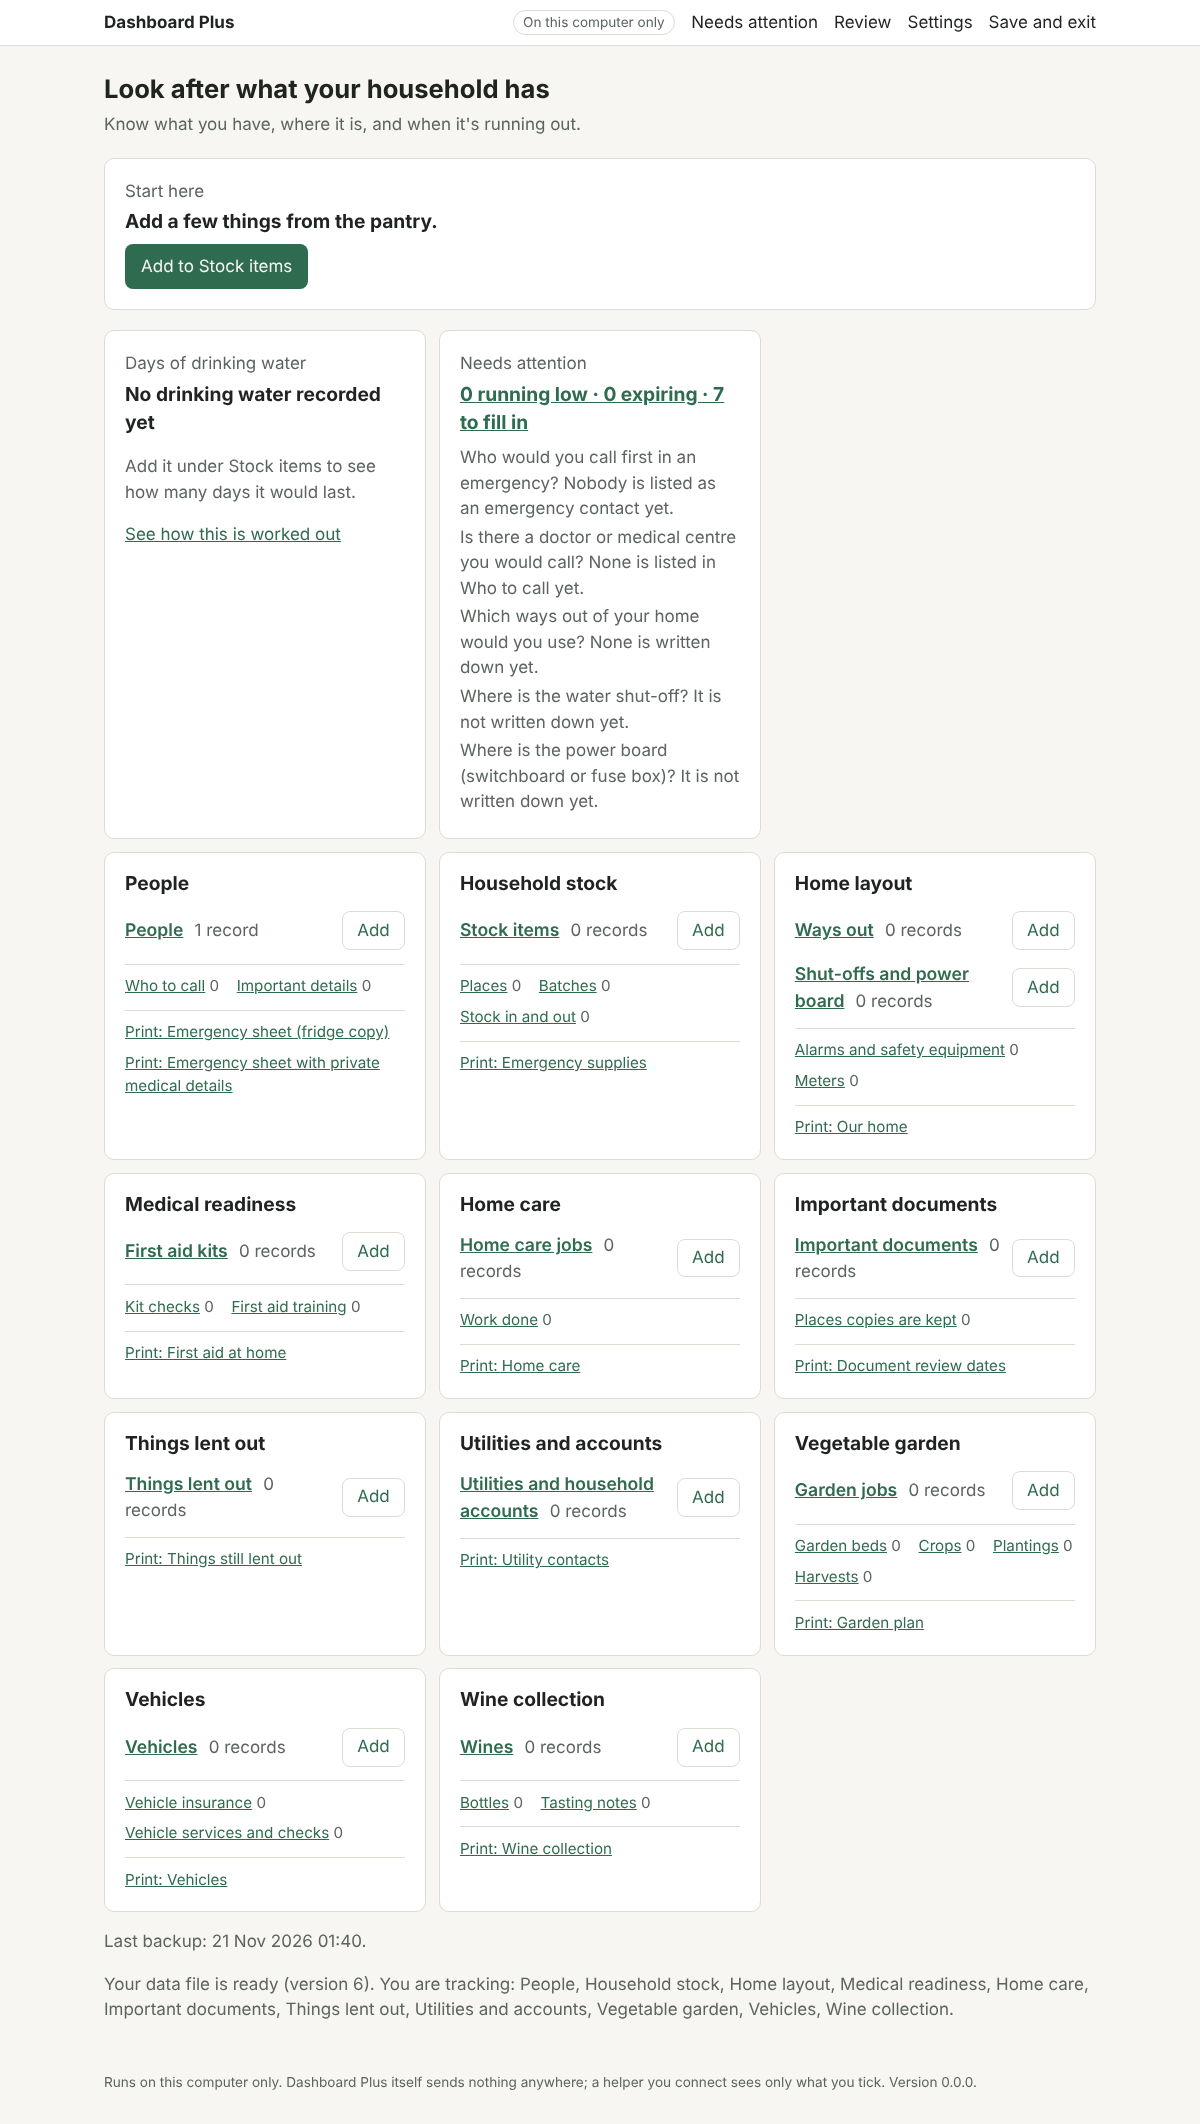 Dashboard Plus
On this computer only
Needs attention
Review
Settings
Save and exit
Look after what your household has
Know what you have, where it is, and when it's running out.
Start here
Add a few things from the pantry.
Add to Stock items
Days of drinking water
No drinking water recorded
yet
Add it under Stock items to see
how many days it would last.
See how this is worked out
Needs attention
0 running low · 0 expiring · 7
to fill in
Who would you call first in an
emergency? Nobody is listed as
an emergency contact yet.
Is there a doctor or medical centre
you would call? None is listed in
Who to call yet.
Which ways out of your home
would you use? None is written
down yet.
Where is the water shut-off? It is
not written down yet.
Where is the power board
(switchboard or fuse box)? It is not
written down yet.
People
People 1 record Add
Who to call 0 Important details 0
Print: Emergency sheet (fridge copy)
Print: Emergency sheet with private
medical details
Household stock
Stock items 0 records Add
Places 0 Batches 0
Stock in and out 0
Print: Emergency supplies
Home layout
Ways out 0 records Add
Shut-offs and power
board 0 records Add
Alarms and safety equipment 0
Meters 0
Print: Our home
Medical readiness
First aid kits 0 records Add
Kit checks 0 First aid training 0
Print: First aid at home
Home care
Home care jobs 0
records Add
Work done 0
Print: Home care
Important documents
Important documents 0
records Add
Places copies are kept 0
Print: Document review dates
Things lent out
Things lent out 0
records Add
Print: Things still lent out
Utilities and accounts
Utilities and household
accounts 0 records Add
Print: Utility contacts
Vegetable garden
Garden jobs 0 records Add
Garden beds 0 Crops 0 Plantings 0
Harvests 0
Print: Garden plan
Vehicles
Vehicles 0 records Add
Vehicle insurance 0
Vehicle services and checks 0
Print: Vehicles
Wine collection
Wines 0 records Add
Bottles 0 Tasting notes 0
Print: Wine collection
Last backup: 21 Nov 2026 01:40.
Your data file is ready (version 6). You are tracking: People, Household stock, Home layout, Medical readiness, Home care,
Important documents, Things lent out, Utilities and accounts, Vegetable garden, Vehicles, Wine collection.
Runs on this computer only. Dashboard Plus itself sends nothing anywhere; a helper you connect sees only what you tick. Version 0.0.0.